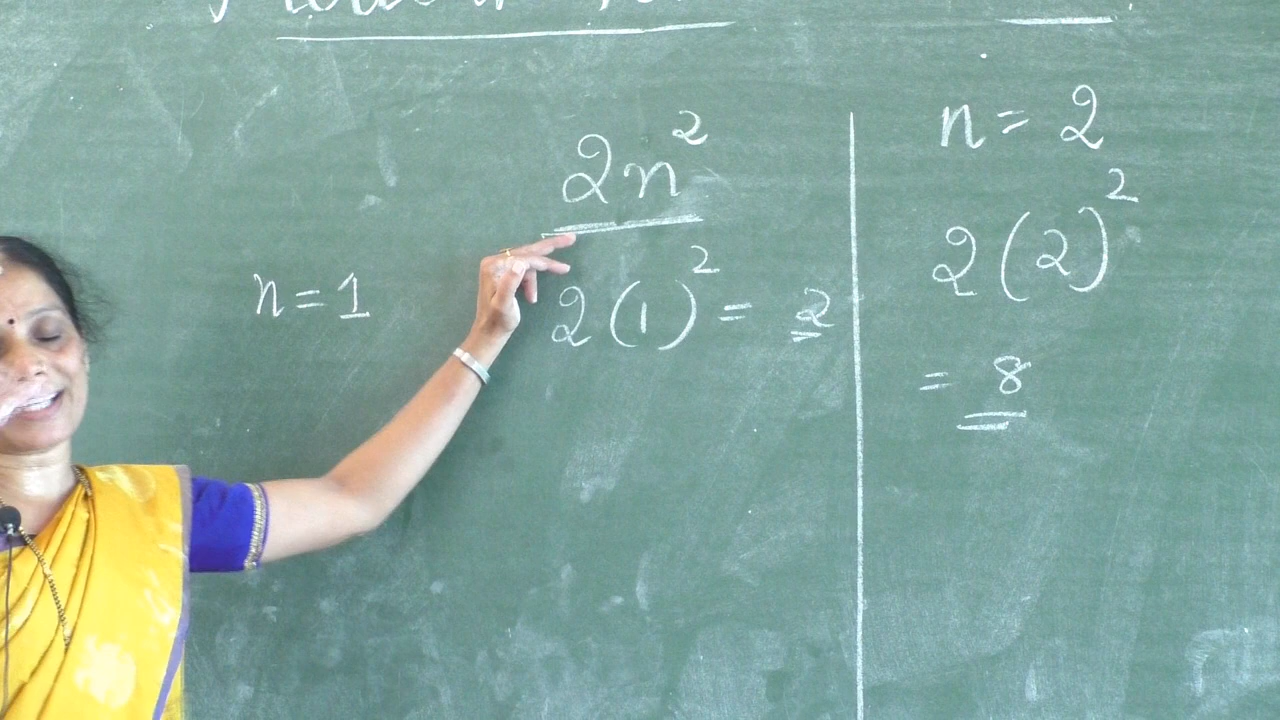 2n²
n = 1
2(1)² = 2
n = 2
2(2)²
= 8